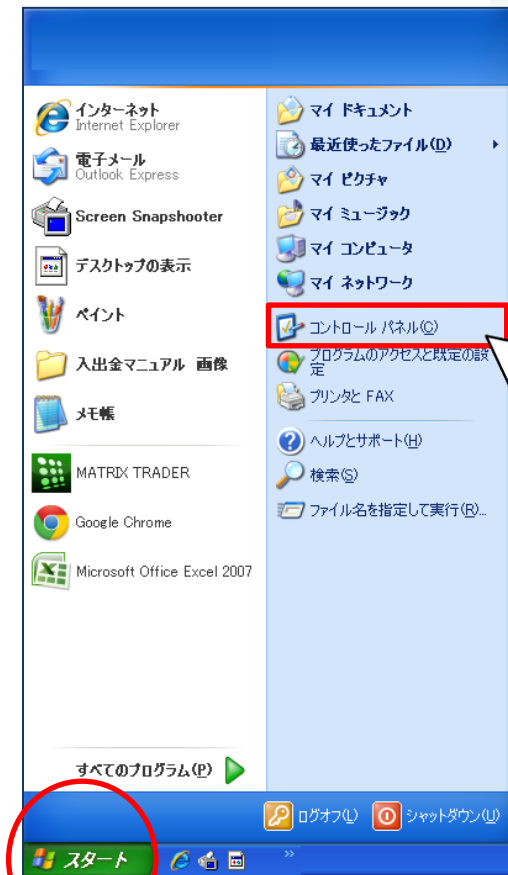 インターネット
Internet Explorer
電子メール
Outlook Express
Screen Snapshooter
デスクトップの表示
ペイント
入出金マニュアル 画像
メモ帳
MATRIX TRADER
Google Chrome
Microsoft Office Excel 2007
すべてのプログラム(P)
マイ ドキュメント
最近使ったファイル(D)
マイ ピクチャ
マイ ミュージック
マイ コンピュータ
マイ ネットワーク
コントロール パネル(C)
プログラムのアクセスと既定の設
定
プリンタと FAX
ヘルプとサポート(H)
検索(S)
ファイル名を指定して実行(R)...
ログオフ(L)
シャットダウン(U)
スタート